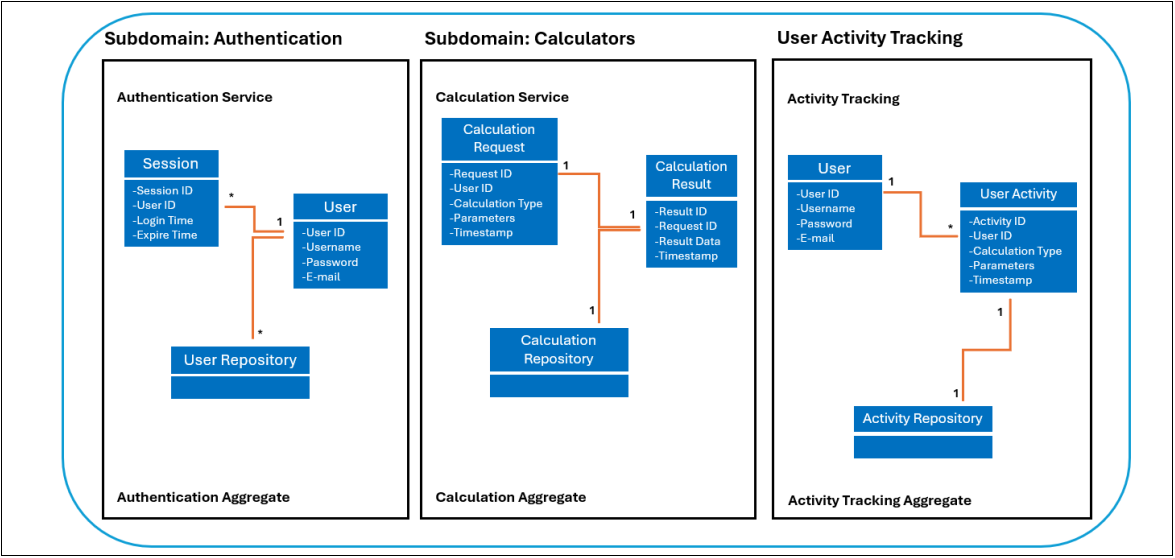 Subdomain: Authentication
Authentication Service
Session
-Session ID
-User ID
-Login Time
-Expire Time
*
1
User
-User ID
-Username
-Password
-E-mail
*
User Repository
Authentication Aggregate
Subdomain: Calculators
Calculation Service
Calculation
Request
-Request ID
-User ID
-Calculation Type
-Parameters
-Timestamp
1
Calculation
Result
-Result ID
-Request ID
-Result Data
-Timestamp
1
1
Calculation
Repository
Calculation Aggregate
User Activity Tracking
Activity Tracking
User
-User ID
-Username
-Password
-E-mail
1
*
User Activity
-Activity ID
-User ID
-Calculation Type
-Parameters
-Timestamp
1
1
Activity Repository
Activity Tracking Aggregate